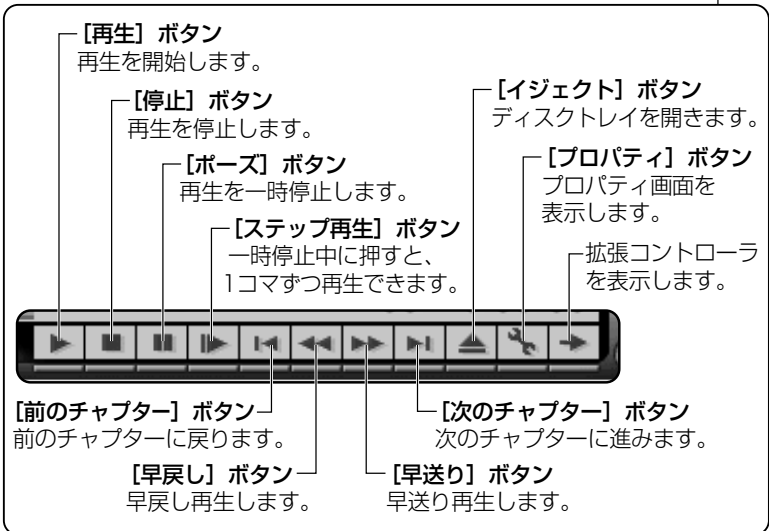 [再生] ボタン
再生を開始します。
[停止] ボタン
再生を停止します。
[ポーズ] ボタン
再生を一時停止します。
[ステップ再生] ボタン
一時停止中に押すと、
1コマずつ再生できます。
[イジェクト] ボタン
ディスクトレイを開きます。
[プロパティ] ボタン
プロパティ画面を
表示します。
拡張コントローラ
を表示します。
[前のチャプター] ボタン
前のチャプターに戻ります。
[早戻し] ボタン
早戻し再生します。
[早送り] ボタン
早送り再生します。
[次のチャプター] ボタン
次のチャプターに進みます。